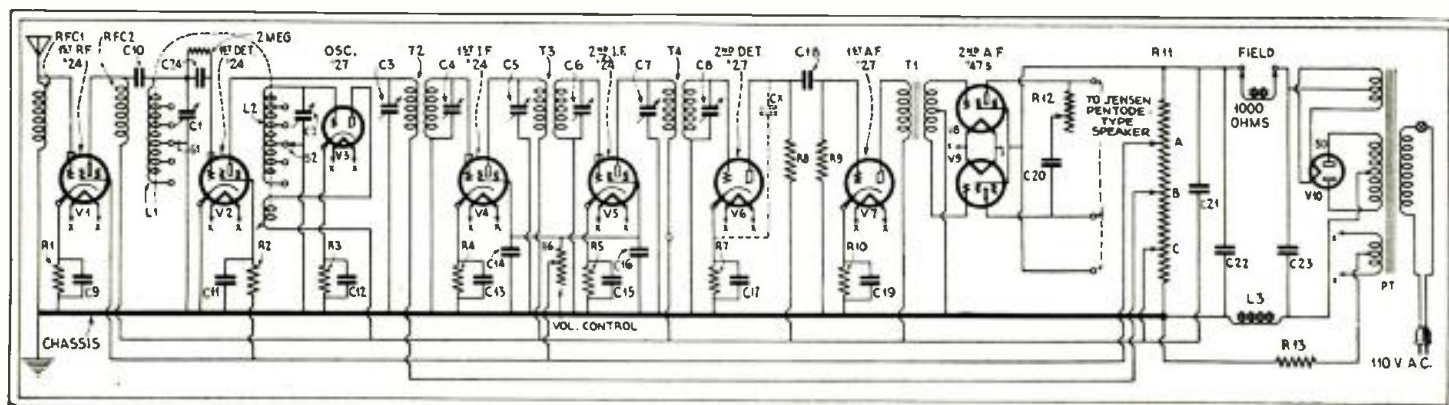 RFC1
1ST RF
'24
RFC2
C10
C24
2 MEG
1ST DET
'24
OSC.
'27
C3
T2
C4
1ST I.F.
'24
C5
T3
C6
2ND I.F.
'24
C7
T4
C8
2ND DET.
'27
CX
C18
1ST A.F.
'27
T1
2ND A.F.
'47S
R12
TO JENSEN
PENTODE
TYPE
SPEAKER
R11
FIELD
1000
OHMS
L1
C1
S1
L2
S2
V1
V2
V3
V4
V5
V6
V7
V8
V9
V10
80
A
B
C
R8
R9
C20
C21
C22
C23
R1
C9
C11
R2
R3
C12
R4
C13
C14
R6
R5
C15
C16
R7
C17
R10
C19
L3
PT
R13
CHASSIS
VOL. CONTROL
110 V A.C.